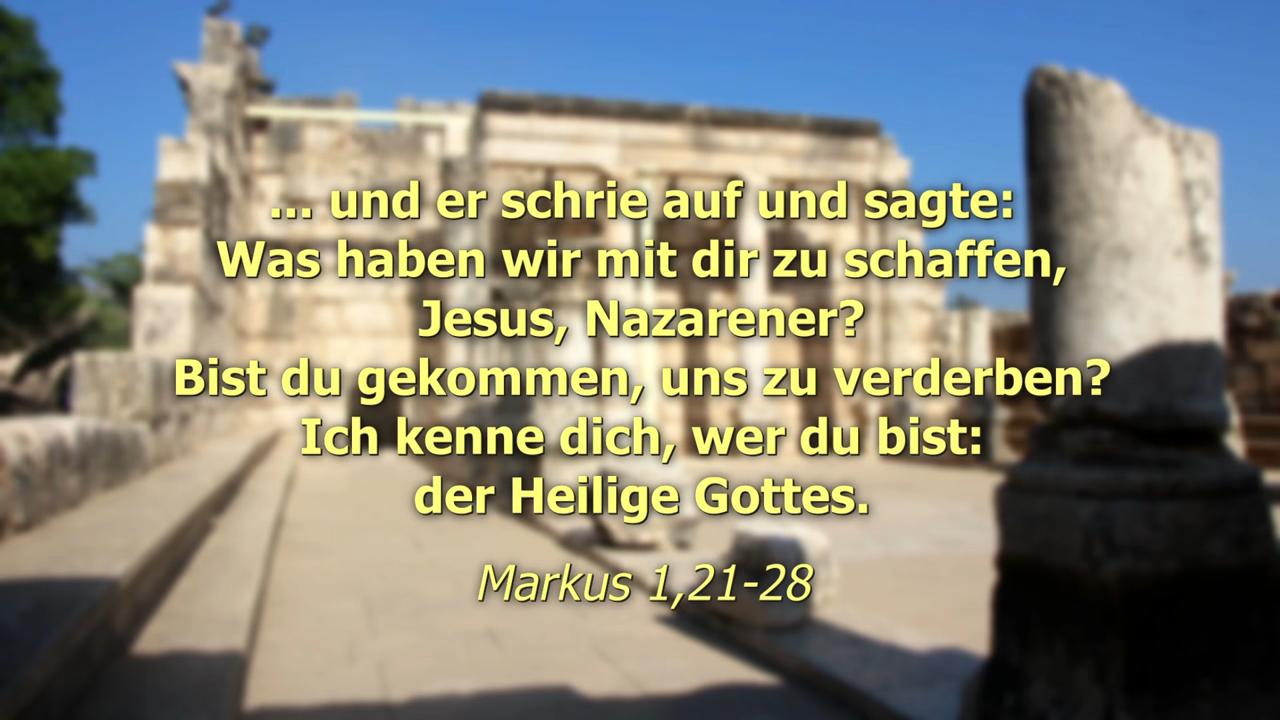 ... und er schrie auf und sagte:
Was haben wir mit dir zu schaffen,
Jesus, Nazarener?
Bist du gekommen, uns zu verderben?
Ich kenne dich, wer du bist:
der Heilige Gottes.
Markus 1,21-28